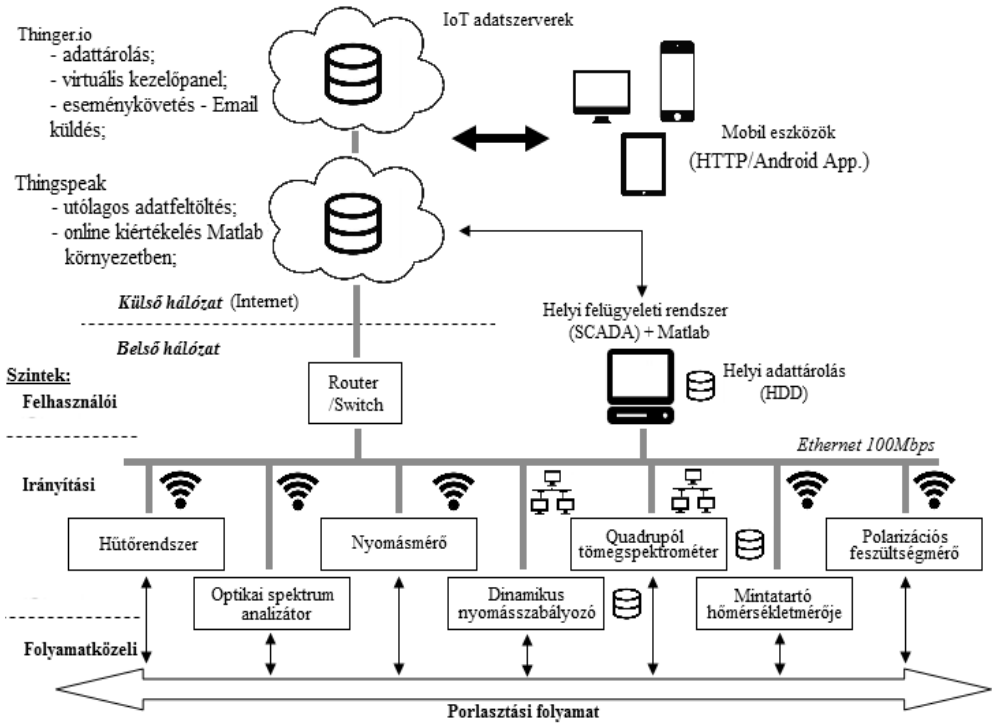 IoT adatszerverek
Thinger.io
- adattárolás;
- virtuális kezelőpanel;
- eseménykövetés - Email
küldés;
Mobil eszközök
(HTTP/Android App.)
Thingspeak
- utólagos adatfeltöltés;
- online kiértékelés Matlab
környezetben;
Külső hálózat (Internet)
Belső hálózat
Helyi felügyeleti rendszer
(SCADA) + Matlab
Helyi adattárolás
(HDD)
Szintek:
Felhasználói
Router
/Switch
Ethernet 100Mbps
Irányítási
Hűtőrendszer
Nyomásmérő
Quadrupól
tömegspektrométer
Polarizációs
feszültségmérő
Optikai spektrum
analizátor
Dinamikus
nyomásszabályozó
Mintatartó
hőmérsékletmérője
Folyamatközeli
Porlasztási folyamat